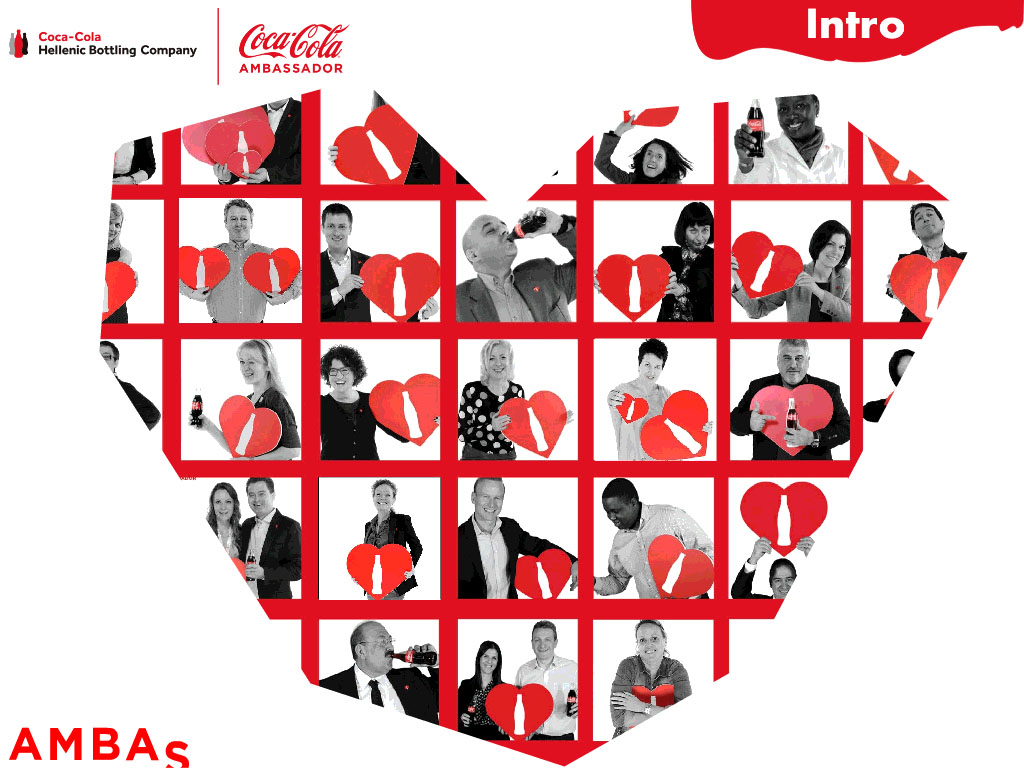 Coca-Cola
Hellenic Bottling Company
Coca-Cola
AMBASSADOR
Intro
AMBAS